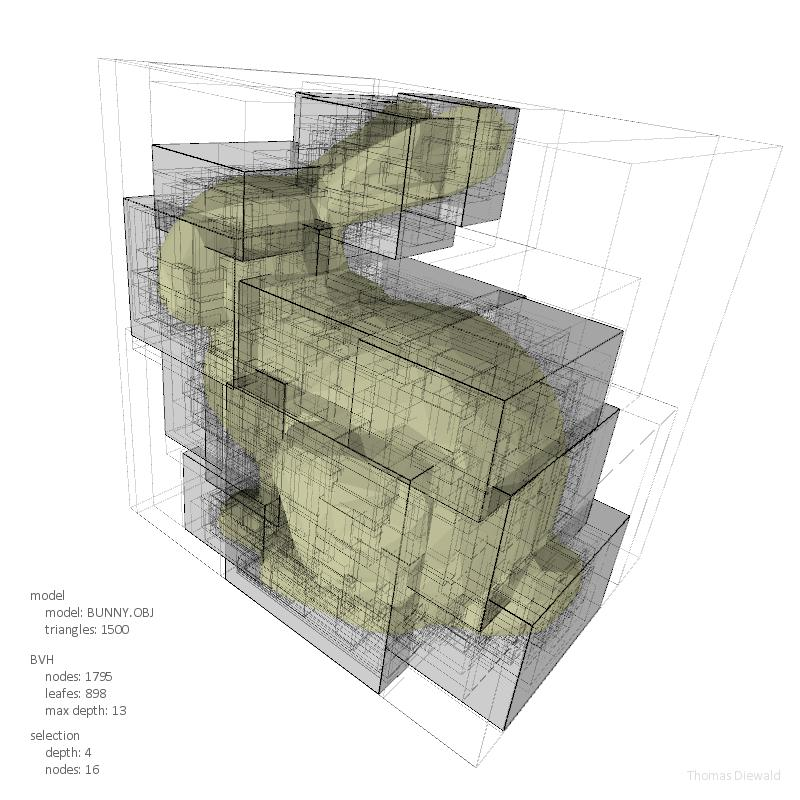 model
model: BUNNY.OBJ
triangles: 1500
BVH
nodes: 1795
leafes: 898
max depth: 13
selection
depth: 4
nodes: 16
Thomas Diewald